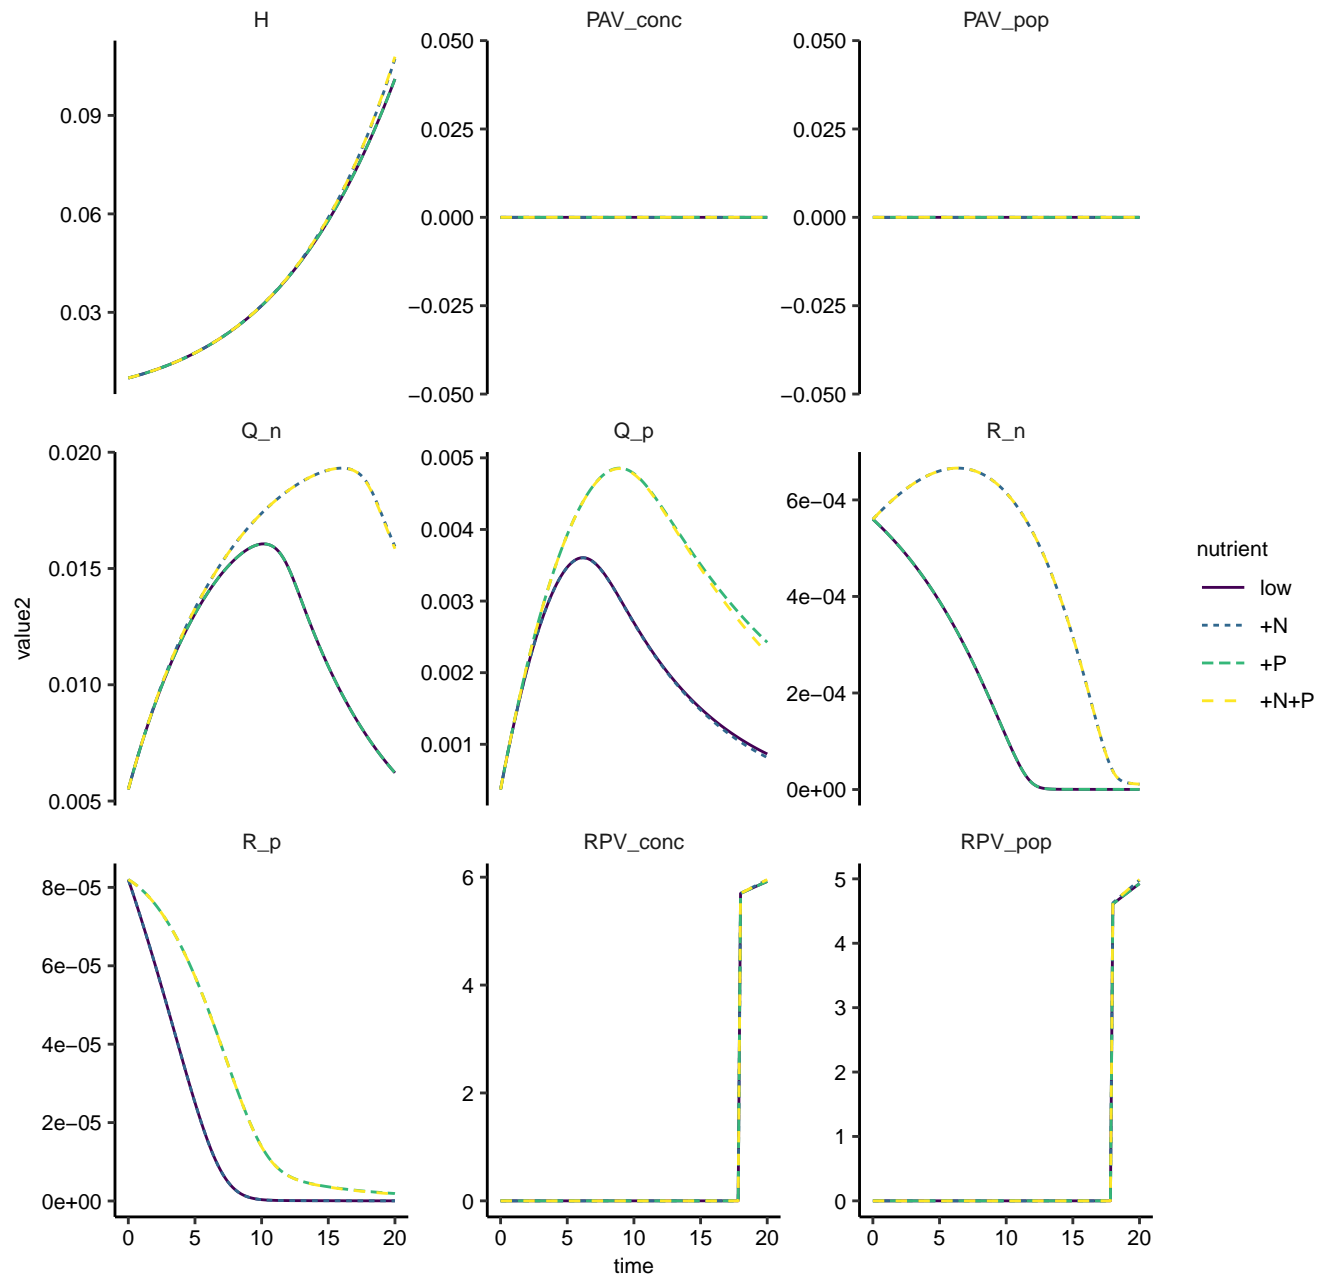 H
PAV_conc
PAV_pop
0.09
0.06
0.03
0.050
0.025
0.000
−0.025
−0.050
0.050
0.025
0.000
−0.025
−0.050
Q_n
Q_p
R_n
0.020
0.015
0.010
0.005
0.005
0.004
0.003
0.002
0.001
6e−04
4e−04
2e−04
0e+00
R_p
RPV_conc
RPV_pop
8e−05
6e−05
4e−05
2e−05
0e+00
6
4
2
0
5
4
3
2
1
0
0 5 10 15 20
0 5 10 15 20
0 5 10 15 20
time
value2
nutrient
low
+N
+P
+N+P